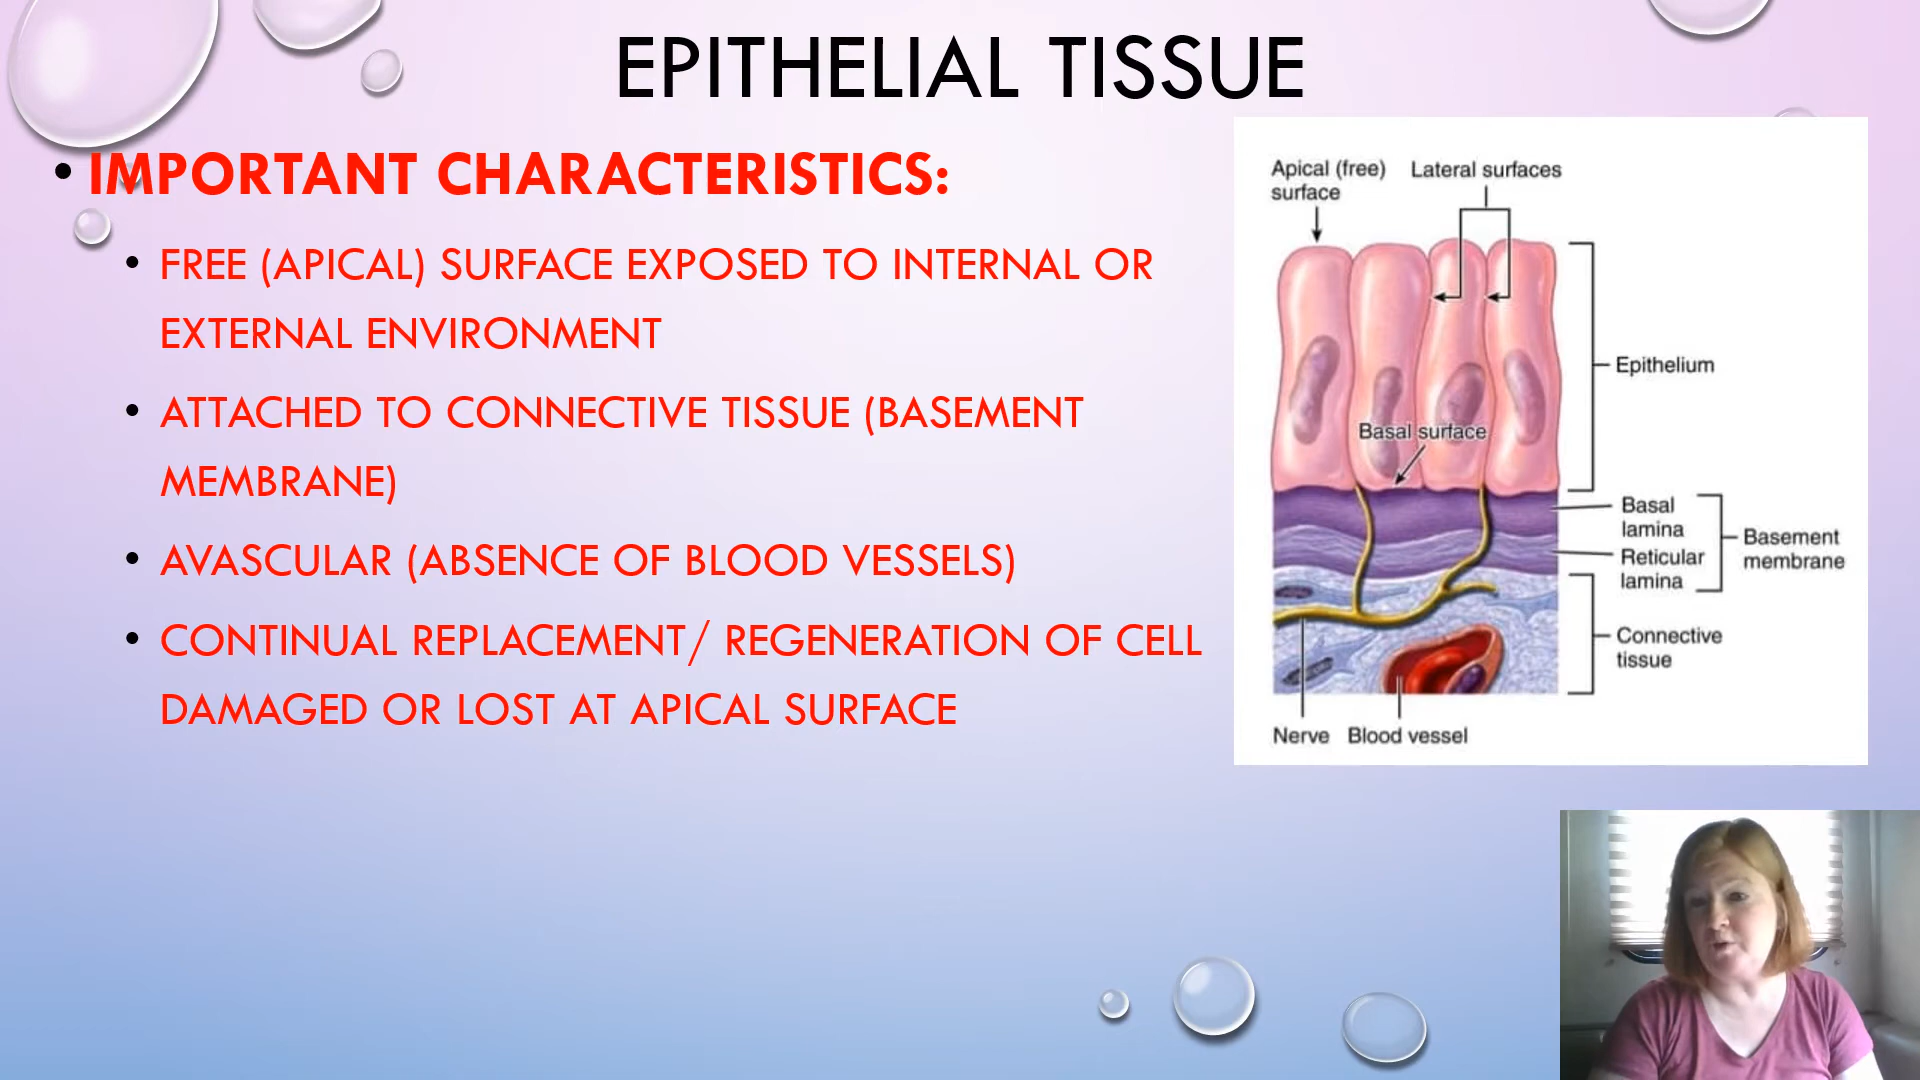 EPITHELIAL TISSUE
• IMPORTANT CHARACTERISTICS:
• FREE (APICAL) SURFACE EXPOSED TO INTERNAL OR
EXTERNAL ENVIRONMENT
• ATTACHED TO CONNECTIVE TISSUE (BASEMENT
MEMBRANE)
• AVASCULAR (ABSENCE OF BLOOD VESSELS)
• CONTINUAL REPLACEMENT/ REGENERATION OF CELL
DAMAGED OR LOST AT APICAL SURFACE
Apical (free)
surface
Lateral surfaces
Epithelium
Basal surface
Basal
lamina
Reticular
lamina
Basement
membrane
Connective
tissue
Nerve
Blood vessel